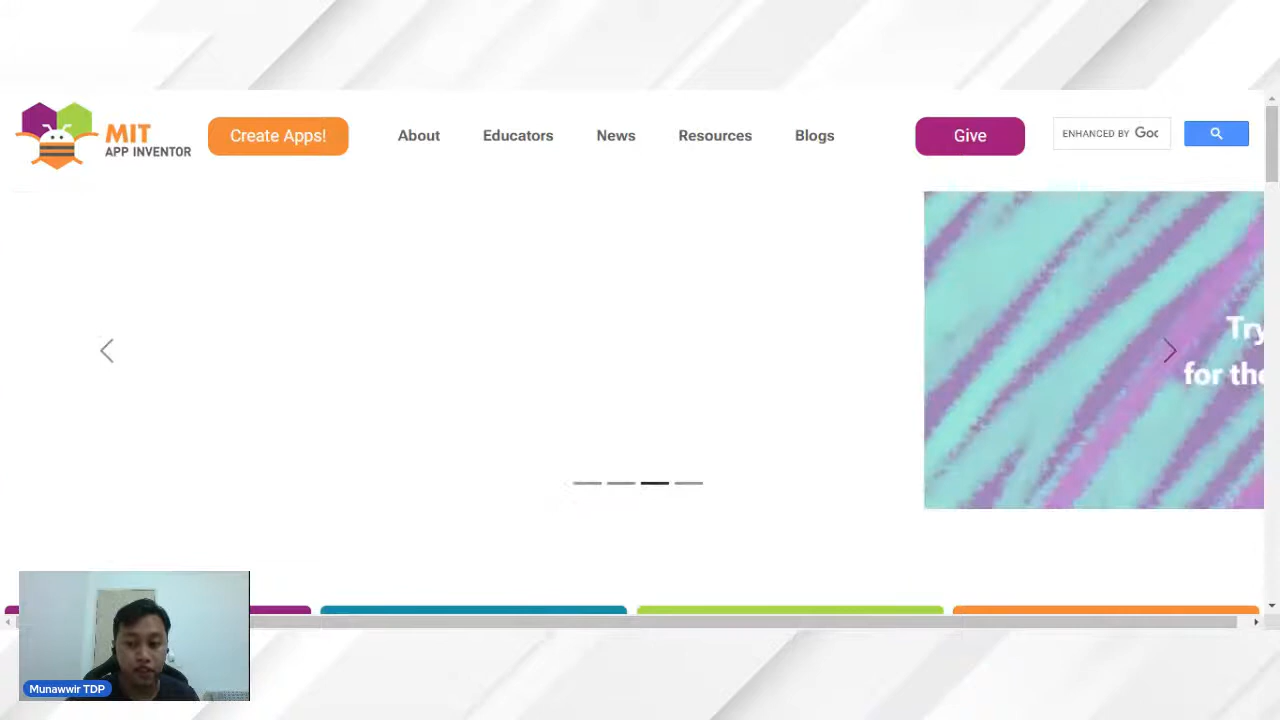 MIT
APP INVENTOR
Create Apps!
About
Educators
News
Resources
Blogs
Give
ENHANCED BY Goo
Try
for the
Munawwir TDP